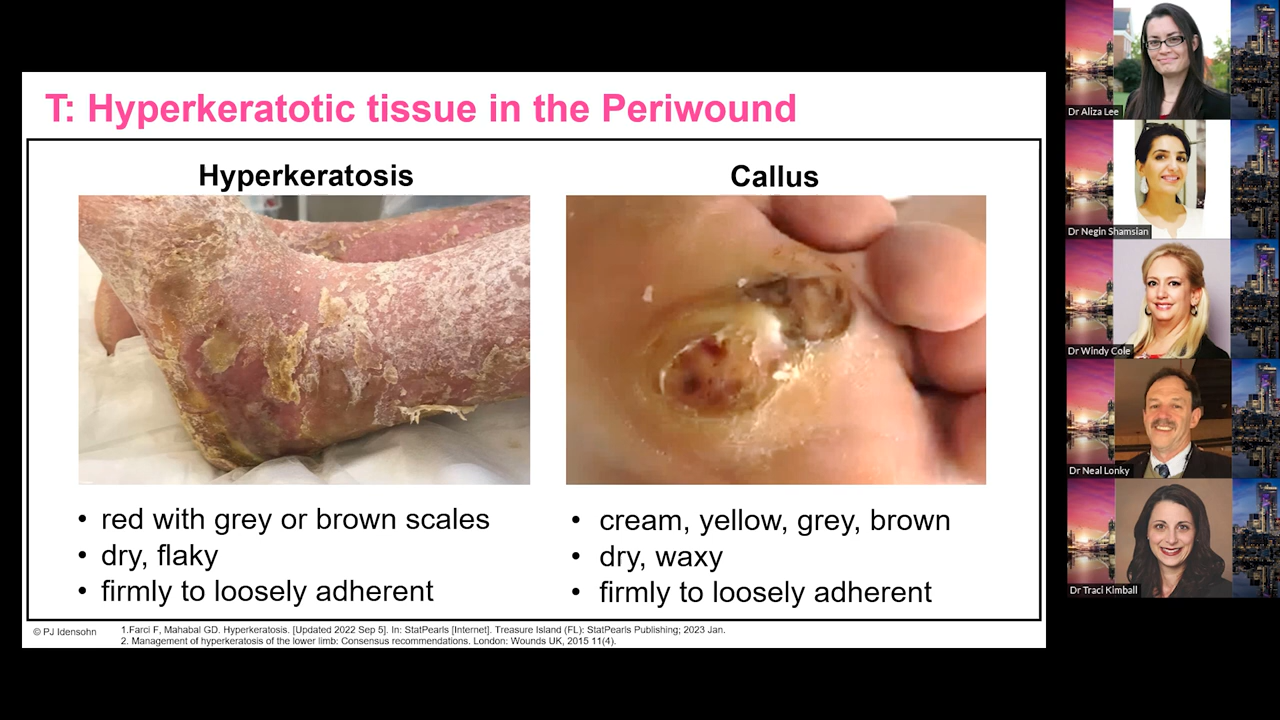 T: Hyperkeratotic tissue in the Periwound
Hyperkeratosis
Callus
• red with grey or brown scales
• dry, flaky
• firmly to loosely adherent
• cream, yellow, grey, brown
• dry, waxy
• firmly to loosely adherent
© PJ Idensohn
1.Farci F, Mahabal GD. Hyperkeratosis. [Updated 2022 Sep 5]. In: StatPearls [Internet]. Treasure Island (FL): StatPearls Publishing; 2023 Jan.
2. Management of hyperkeratosis of the lower limb: Consensus recommendations. London: Wounds UK, 2015 11(4).
Dr Aliza Lee
Dr Negin Shamsian
Dr Windy Cole
Dr Neal Lonky
Dr Traci Kimball